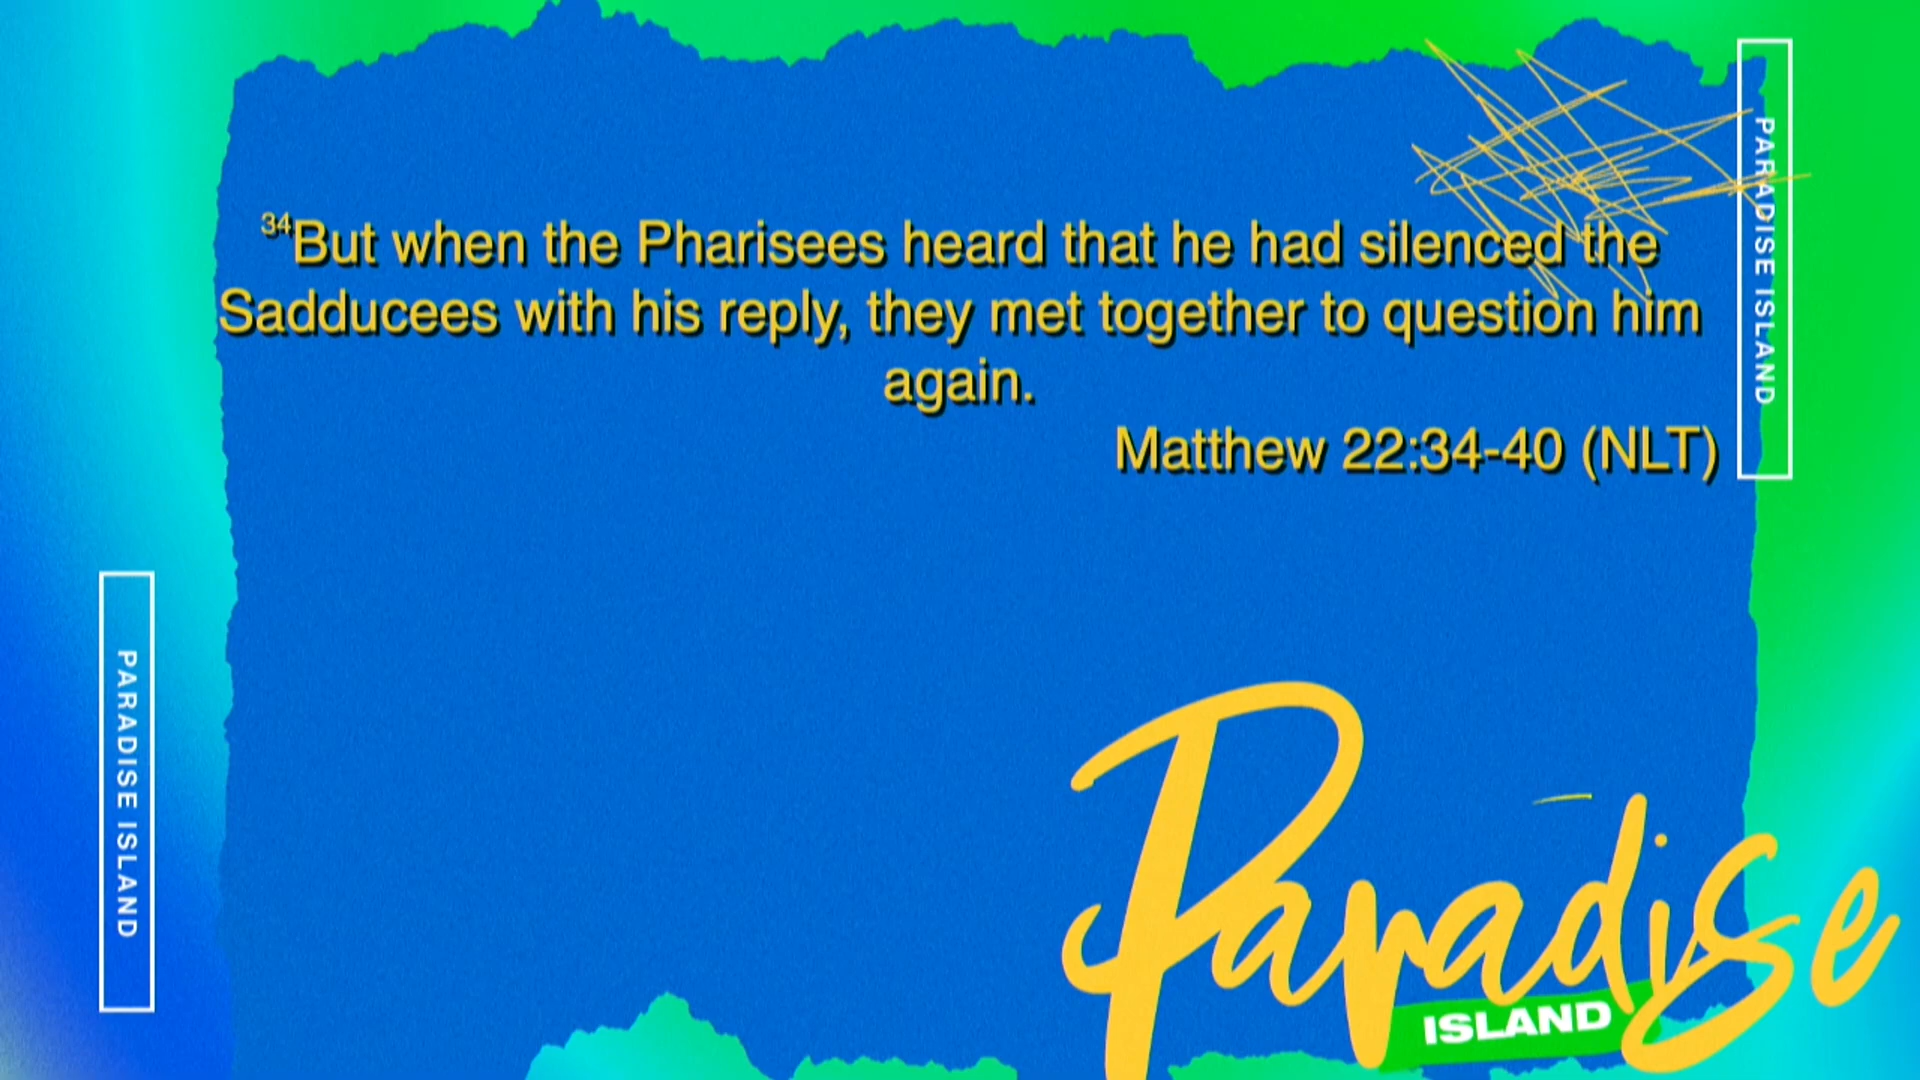 PARADISE ISLAND
34But when the Pharisees heard that he had silenced the
Sadducees with his reply, they met together to question him
again.
Matthew 22:34-40 (NLT)
PARADISE ISLAND
Paradise
ISLAND